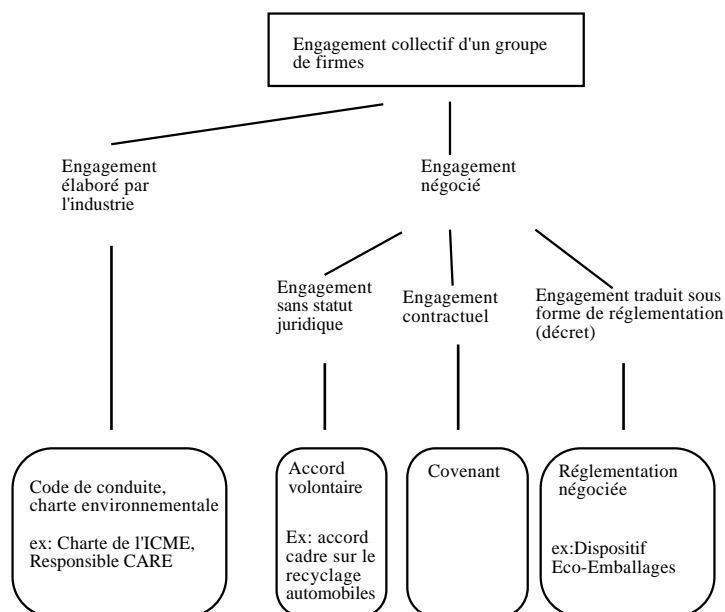 Engagement collectif d'un groupe
de firmes
Engagement
élaboré par
l'industrie
Engagement
négocié
Engagement
sans statut
juridique
Engagement
contractuel
Engagement traduit sous
forme de réglementation
(décret)
Code de conduite,
charte environnementale
ex: Charte de l'ICME,
Responsible CARE
Accord
volontaire
Ex: accord
cadre sur le
recyclage
automobiles
Covenant
Réglementation
négociée
ex:Dispositif
Eco-Emballages